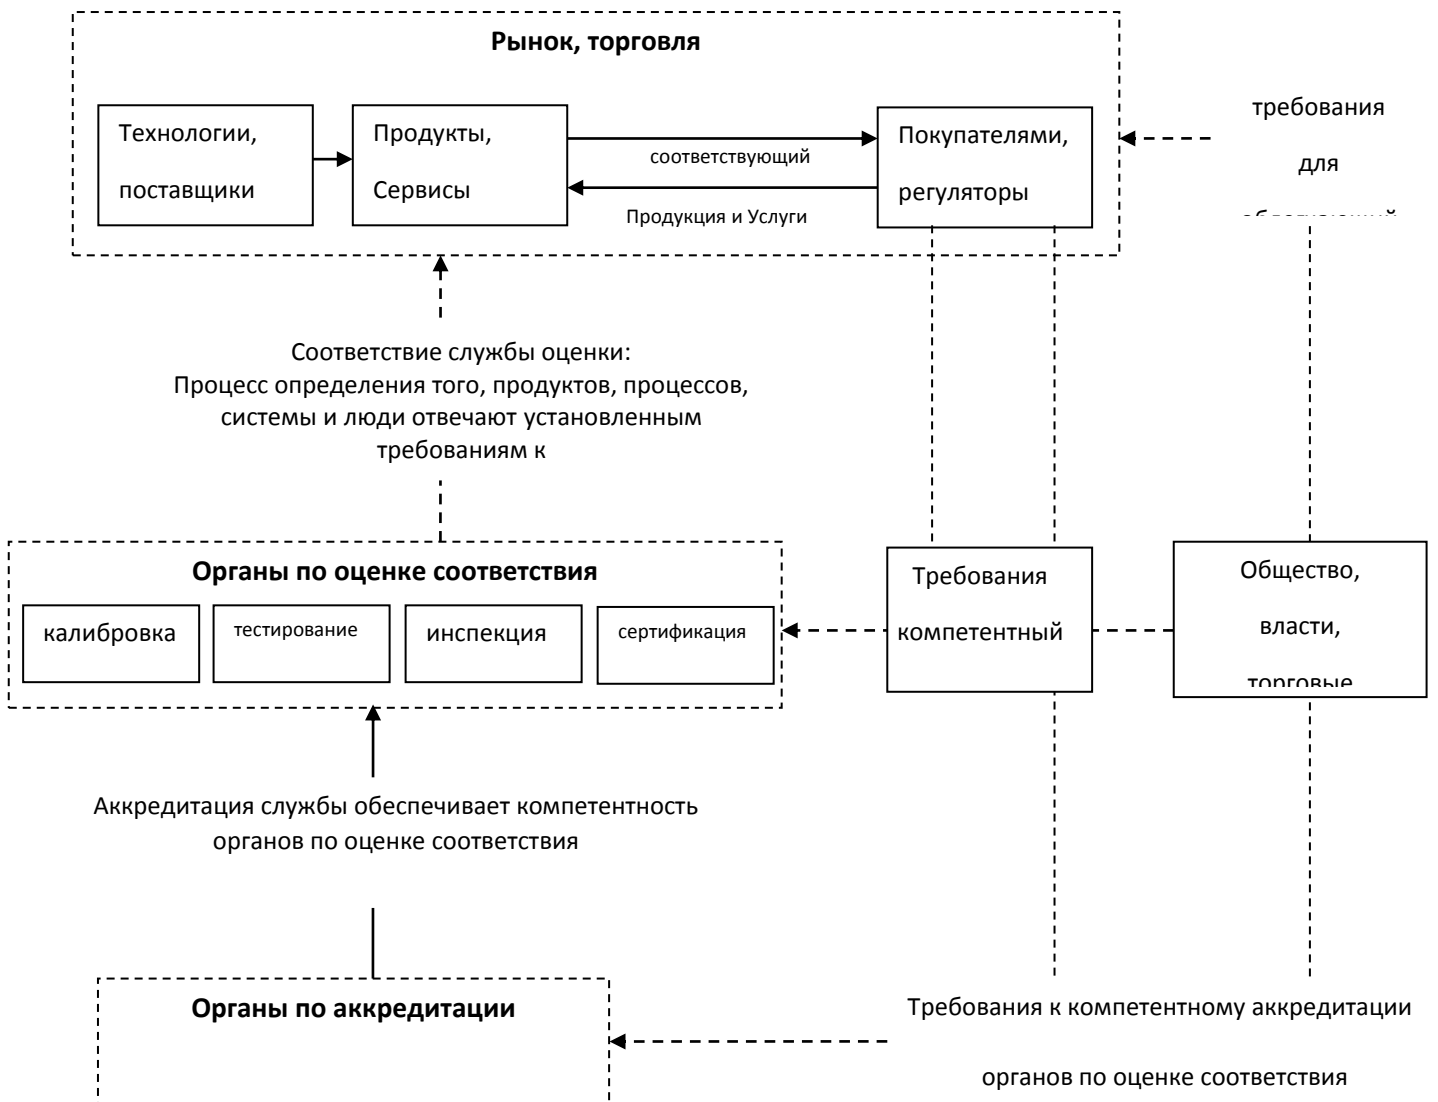 Рынок, торговля
Технологии,
поставщики
Продукты,
Сервисы
соответствующий
Продукция и Услуги
Покупателями,
регуляторы
требования
для
Соответствие службы оценки:
Процесс определения того, продуктов, процессов,
системы и люди отвечают установленным
требованиям к
Органы по оценке соответствия
калибровка
тестирование
инспекция
сертификация
Требования
компетентный
Общество,
власти,
торговые
Аккредитация службы обеспечивает компетентность
органов по оценке соответствия
Органы по аккредитации
Требования к компетентному аккредитации
органов по оценке соответствия